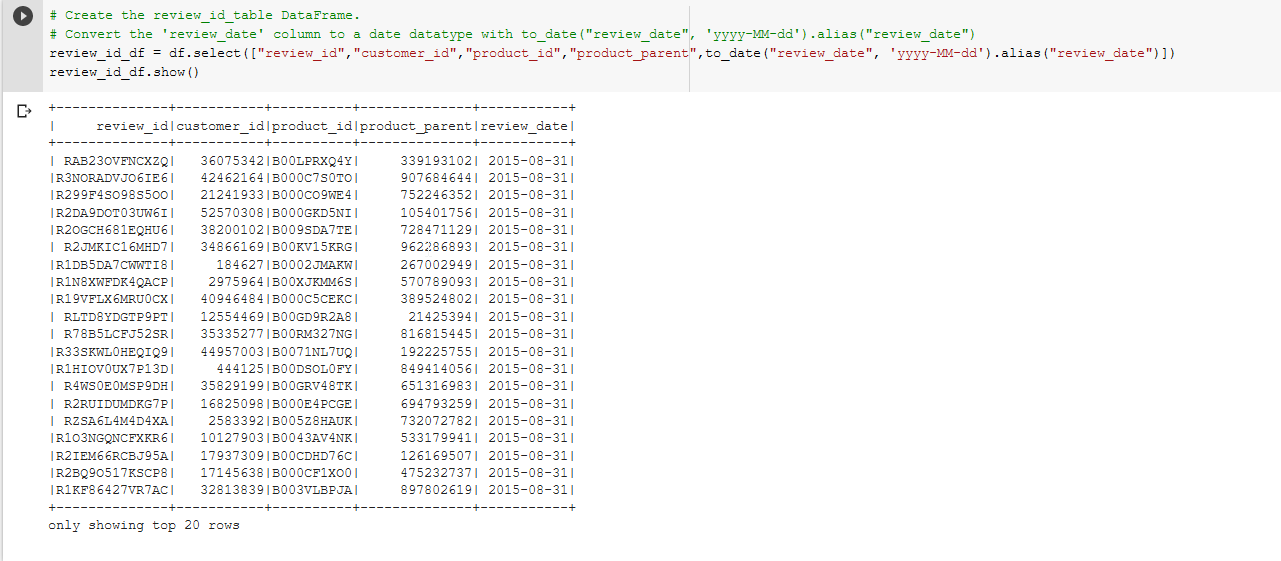 # Create the review_id_table DataFrame.
# Convert the 'review_date' column to a date datatype with to_date("review_date", 'yyyy-MM-dd').alias("review_date")
review_id_df = df.select(["review_id","customer_id","product_id","product_parent",to_date("review_date", 'yyyy-MM-dd').alias("review_date")])
review_id_df.show()
+--------------+-----------+----------+--------------+-----------+
|     review_id|customer_id|product_id|product_parent|review_date|
+--------------+-----------+----------+--------------+-----------+
| RAB23OVFNCXZQ|   36075342|B00LPRXQ4Y|     339193102| 2015-08-31|
|R3NORADVJO6IE6|   42462164|B000C7S0TO|     907684644| 2015-08-31|
|R299F4SO98S5OO|   21241933|B000CO9WE4|     752246352| 2015-08-31|
|R2DA9DOT03UW6I|   52570308|B000GKD5NI|     105401756| 2015-08-31|
|R2OGCH681EQHU6|   38200102|B009SDA7TE|     728471129| 2015-08-31|
| R2JMKIC16MHD7|   34866169|B00KV15KRG|     962286893| 2015-08-31|
|R1DB5DA7CWWTI8|     184627|B0002JMAKW|     267002949| 2015-08-31|
|R1N8XWFDK4QACP|    2975964|B00XJKMM6S|     570789093| 2015-08-31|
|R19VFLX6MRU0CX|   40946484|B000C5CEKC|     389524802| 2015-08-31|
| RLTD8YDGTP9PT|   12554469|B00GD9R2A8|      21425394| 2015-08-31|
| R78B5LCFJ52SR|   35335277|B00RM327NG|     816815445| 2015-08-31|
|R33SKWL0HEQIQ9|   44957003|B0071NL7UQ|     192225755| 2015-08-31|
|R1HIOV0UX7P13D|     444125|B00DSOL0FY|     849414056| 2015-08-31|
| R4WS0E0MSP9DH|   35829199|B00GRV48TK|     651316983| 2015-08-31|
| R2RUIDUMDKG7P|   16825098|B000E4PCGE|     694793259| 2015-08-31|
| RZSA6L4M4D4XA|    2583392|B005Z8HAUK|     732072782| 2015-08-31|
|R1O3NGQNCFXKR6|   10127903|B0043AV4NK|     533179941| 2015-08-31|
|R2IEM66RCBJ95A|   17937309|B00CDHD76C|     126169507| 2015-08-31|
|R2BQ9O517KSCP8|   17145638|B000CF1XO0|     475232737| 2015-08-31|
|R1KF86427VR7AC|   32813839|B003VLBPJA|     897802619| 2015-08-31|
+--------------+-----------+----------+--------------+-----------+
only showing top 20 rows